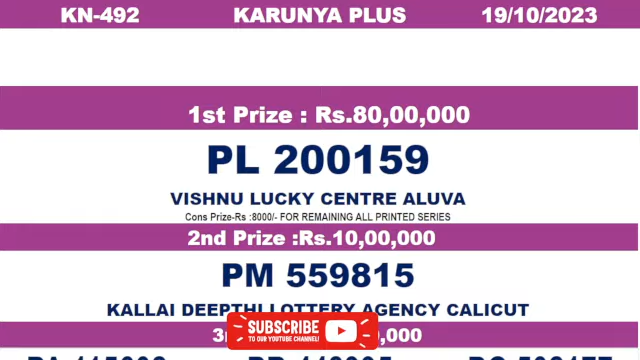 KN-492 KARUNYA PLUS 19/10/2023
1st Prize : Rs.80,00,000
PL 200159
VISHNU LUCKY CENTRE ALUVA
Cons Prize-Rs :8000/- FOR REMAINING ALL PRINTED SERIES
2nd Prize :Rs.10,00,000
PM 559815
KALLAI DEEPTHI LOTTERY AGENCY CALICUT
SUBSCRIBE
TO OUR YOUTUBE CHANNEL!